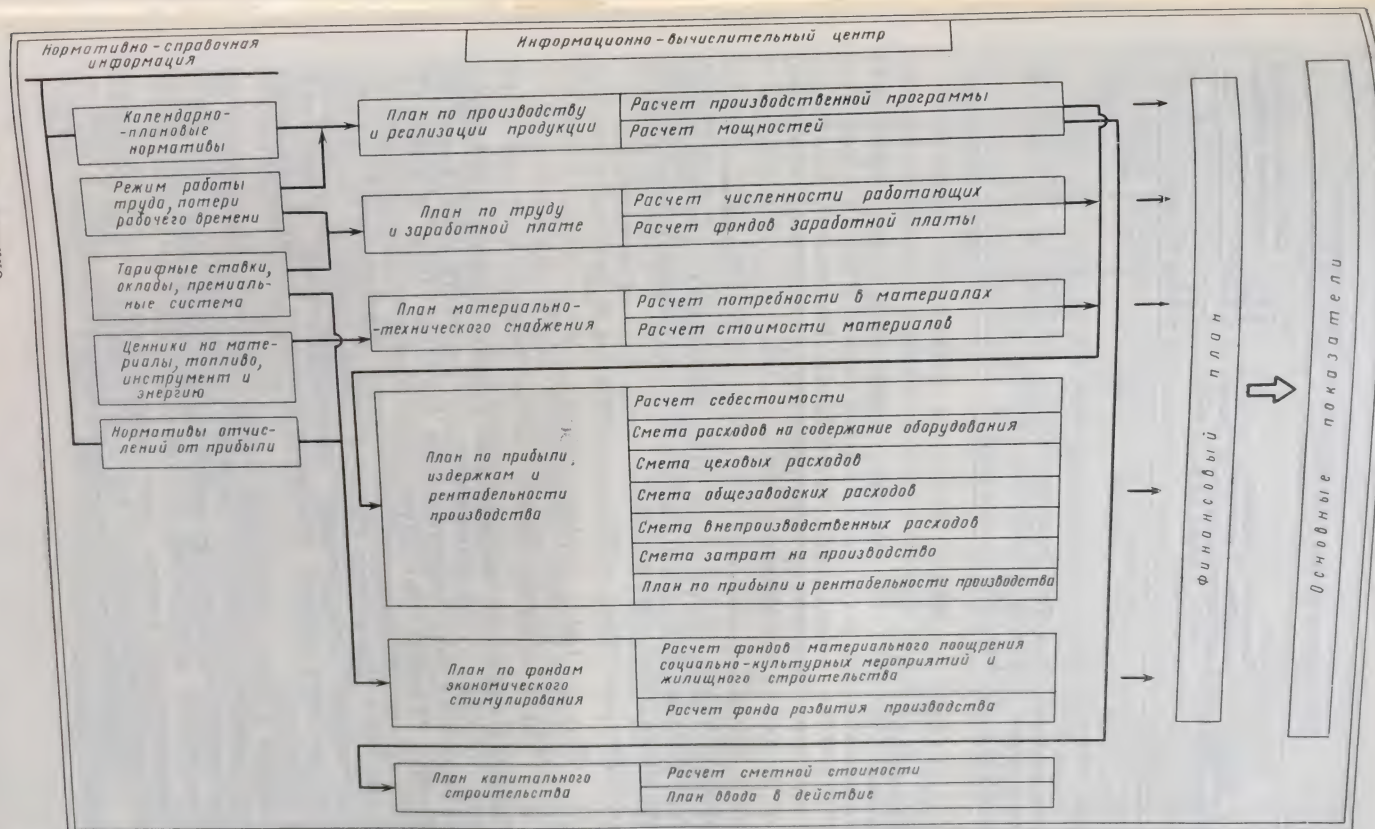 Нормативно-справочная
информация
Информационно-вычислительный центр
Календарно-
-плановые
нормативы
Режим работы
труда, потери
рабочего времени
Тарифные ставки,
оклады, премиаль-
ные система
Ценники на мате-
риалы, топливо,
инструмент и
энергию
Нормативы отчис-
лений от прибыли
План по производству
и реализации продукции
Расчет производственной программы
Расчет мощностей
План по труду
и заработной плате
Расчет численности работающих
Расчет фондов заработной платы
План материально-
-технического снабжения
Расчет потребности в материалах
Расчет стоимости материалов
План по прибыли,
издержкам и
рентабельности
производства
Расчет себестоимости
Смета расходов на содержание оборудования
Смета цеховых расходов
Смета общезаводских расходов
Смета внепроизводственных расходов
Смета затрат на производство
План по прибыли и рентабельности производства
План по фондам
экономического
стимулирования
Расчет фондов материального поощрения
социально-культурных мероприятий и
жилищного строительства
Расчет фонда развития производства
План капитального
строительства
Расчет сметной стоимости
План ввода в действие
Финансовый план
Основные показатели